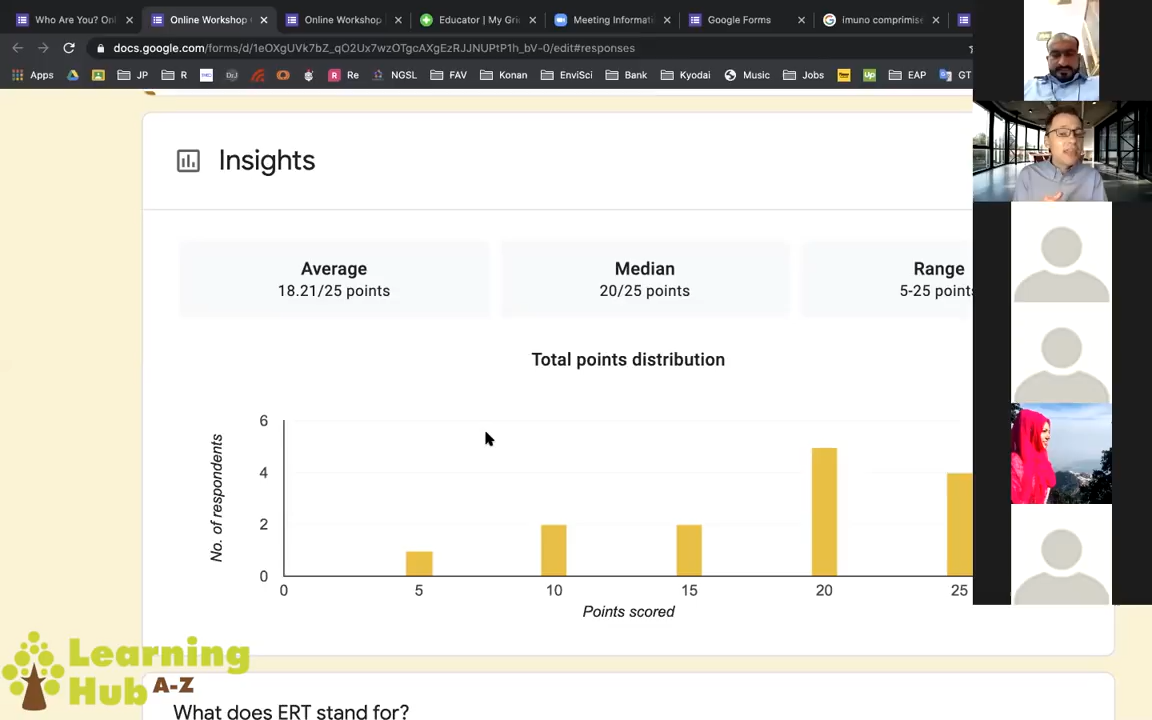 Who Are You? Onl
Online Workshop
Online Workshop
Educator | My Gri
Meeting Informati
Google Forms
imuno comprimise
docs.google.com/forms/d/1eOXgUVk7bZ_qO2Ux7wzOTgcAXgEzRJJNUPtP1h_bV-0/edit#responses
Apps JP R Re NGSL FAV Konan EnviSci Bank Kyodai Music Jobs Up EAP GT
Insights
Average
18.21/25 points
Median
20/25 points
Range
5-25 points
Total points distribution
No. of respondents
6
4
2
0
0 5 10 15 20 25
Points scored
Learning
Hub A-Z
What does ERT stand for?